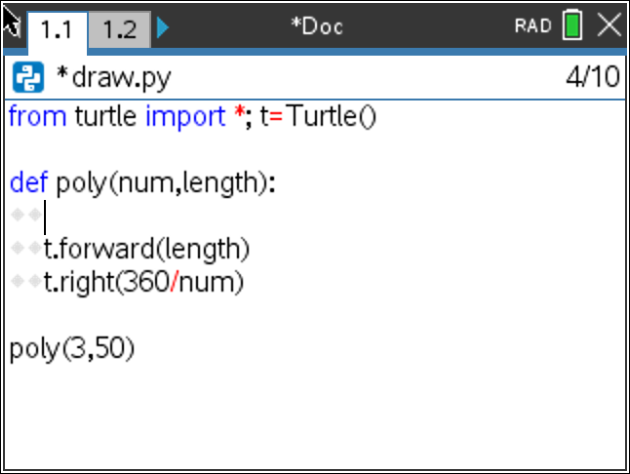 1.1 1.2 *Doc RAD
*draw.py 4/10
from turtle import *; t=Turtle()
def poly(num,length):
t.forward(length)
t.right(360/num)
poly(3,50)